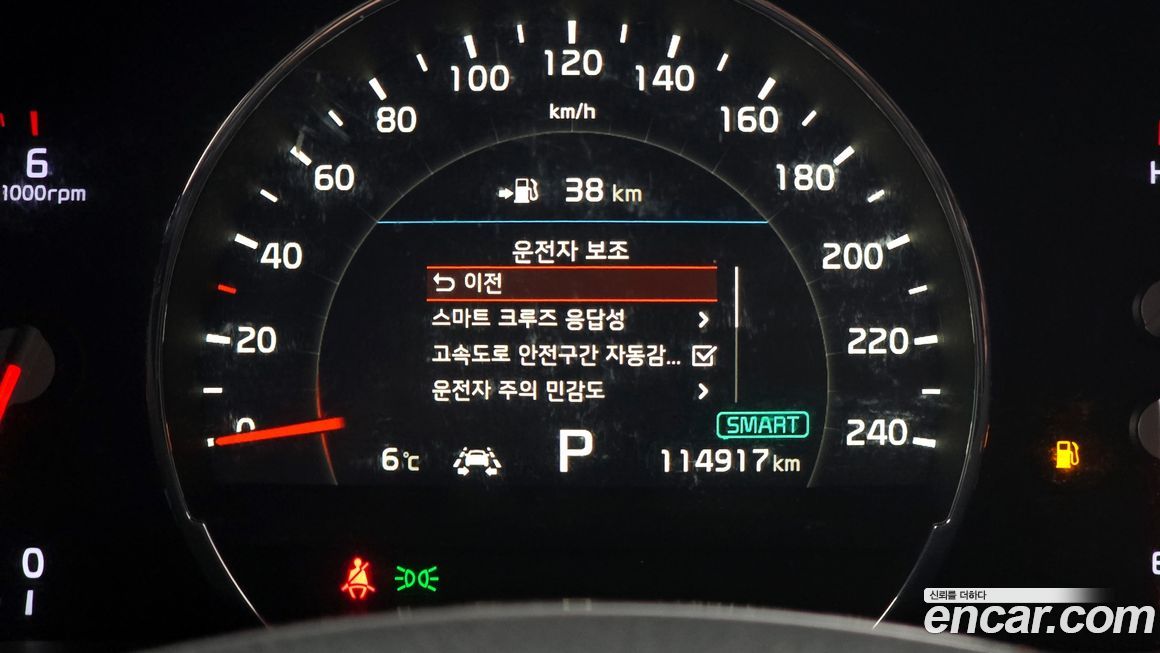 100
120
140
80
km/h
160
60
180
6
1000rpm
H
38 km
운전자 보조
이전
40
200
스마트 크루즈 응답성
20
220
고속도로 안전구간 자동감...
운전자 주의 민감도
0
SMART
240
6℃
P
114917 km
0
신뢰를 더하다
encar.com